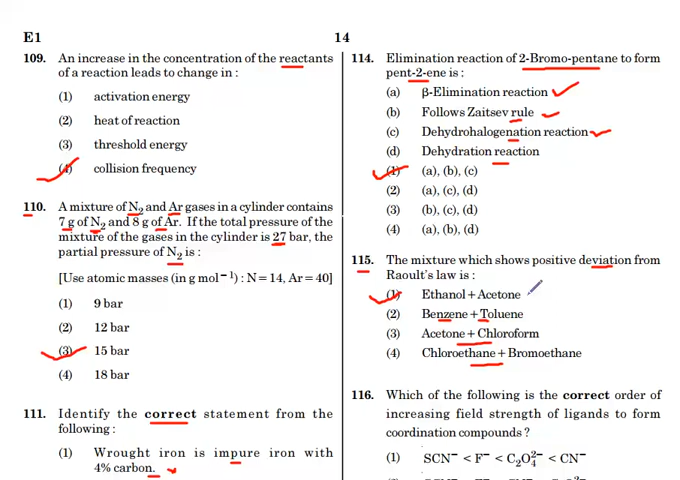 E1
14
109. An increase in the concentration of the reactants
of a reaction leads to change in :
(1) activation energy
(2) heat of reaction
(3) threshold energy
(4) collision frequency
110. A mixture of N₂ and Ar gases in a cylinder contains
7 g of N₂ and 8 g of Ar. If the total pressure of the
mixture of the gases in the cylinder is 27 bar, the
partial pressure of N₂ is :
[Use atomic masses (in g mol⁻¹) : N = 14, Ar = 40]
(1) 9 bar
(2) 12 bar
(3) 15 bar
(4) 18 bar
111. Identify the correct statement from the
following :
(1) Wrought iron is impure iron with
4% carbon.
114. Elimination reaction of 2-Bromo-pentane to form
pent-2-ene is :
(a) β-Elimination reaction
(b) Follows Zaitsev rule
(c) Dehydrohalogenation reaction
(d) Dehydration reaction
(1) (a), (b), (c)
(2) (a), (c), (d)
(3) (b), (c), (d)
(4) (a), (b), (d)
115. The mixture which shows positive deviation from
Raoult's law is :
(1) Ethanol + Acetone
(2) Benzene + Toluene
(3) Acetone + Chloroform
(4) Chloroethane + Bromoethane
116. Which of the following is the correct order of
increasing field strength of ligands to form
coordination compounds ?
(1) SCN⁻ < F⁻ < C₂O₄²⁻ < CN⁻